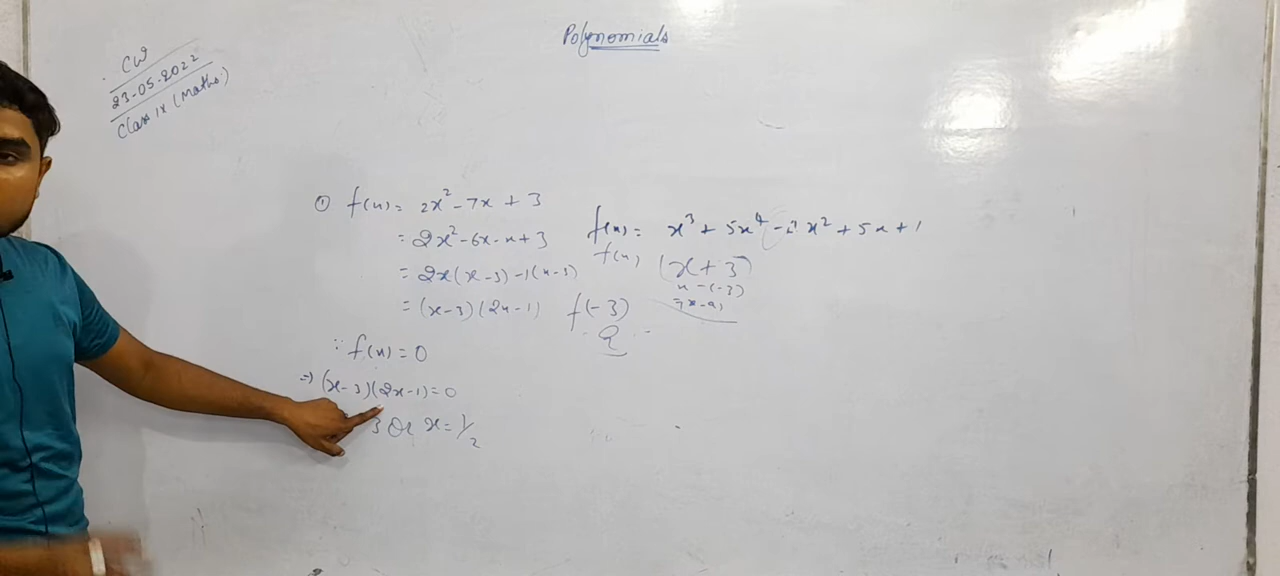 Polynomials
CW
23-05-2022
Class IX (Maths)
① f(x) = 2x² - 7x + 3
= 2x² - 6x - x + 3
= 2x(x-3) - 1(x-3)
= (x-3)(2x-1)
∵ f(x) = 0
⇒ (x-3)(2x-1) = 0
3 Or x = 1/2
f(x) = x³ + 5x⁴ - x² + 5x + 1
f(x) (x+3)
x - (-3)
f(-3)